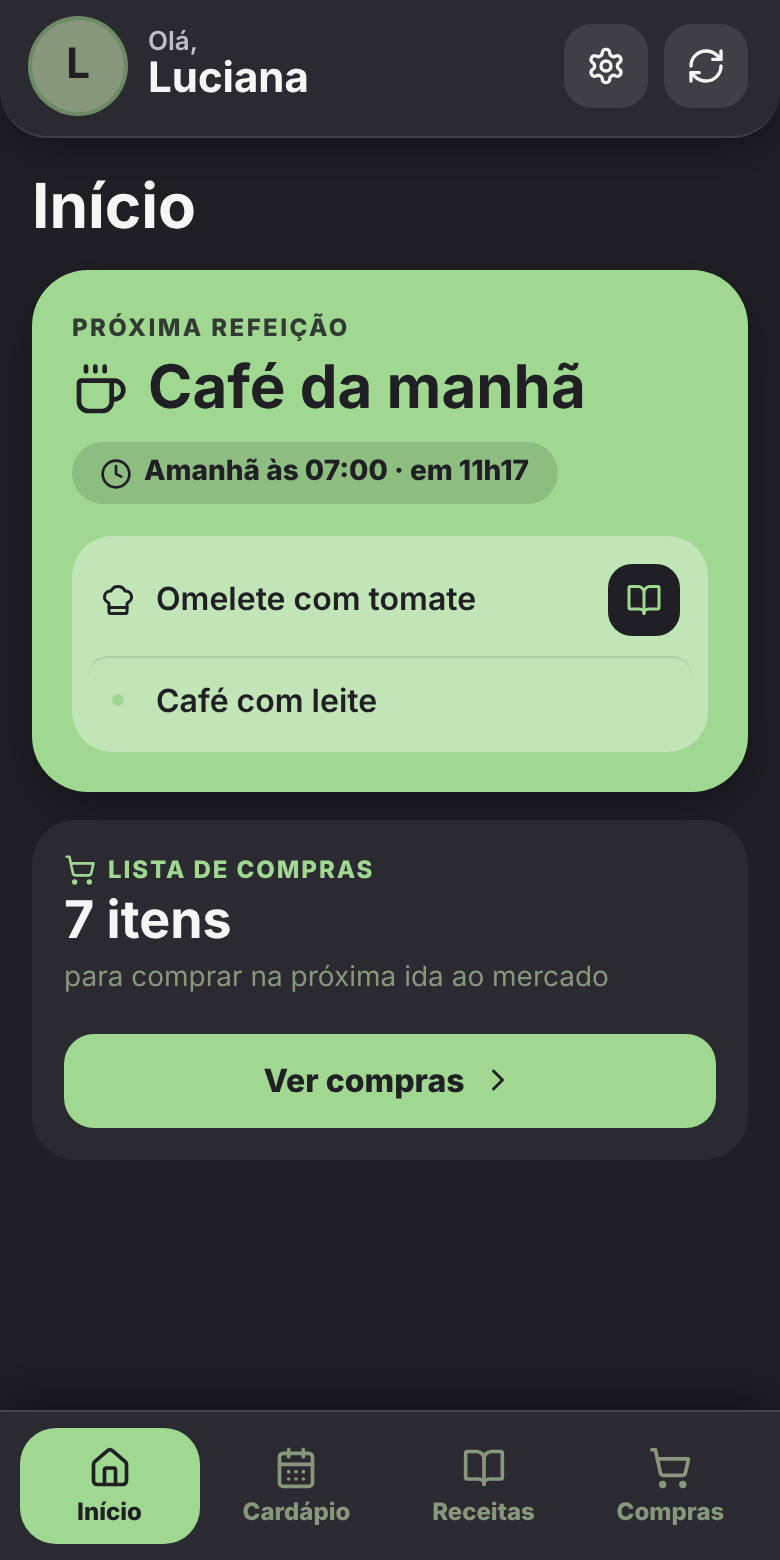 L
Olá,
Luciana
Início
PRÓXIMA REFEIÇÃO
Café da manhã
Amanhã às 07:00 · em 11h17
Omelete com tomate
Café com leite
LISTA DE COMPRAS
7 itens
para comprar na próxima ida ao mercado
Ver compras
Início
Cardápio
Receitas
Compras